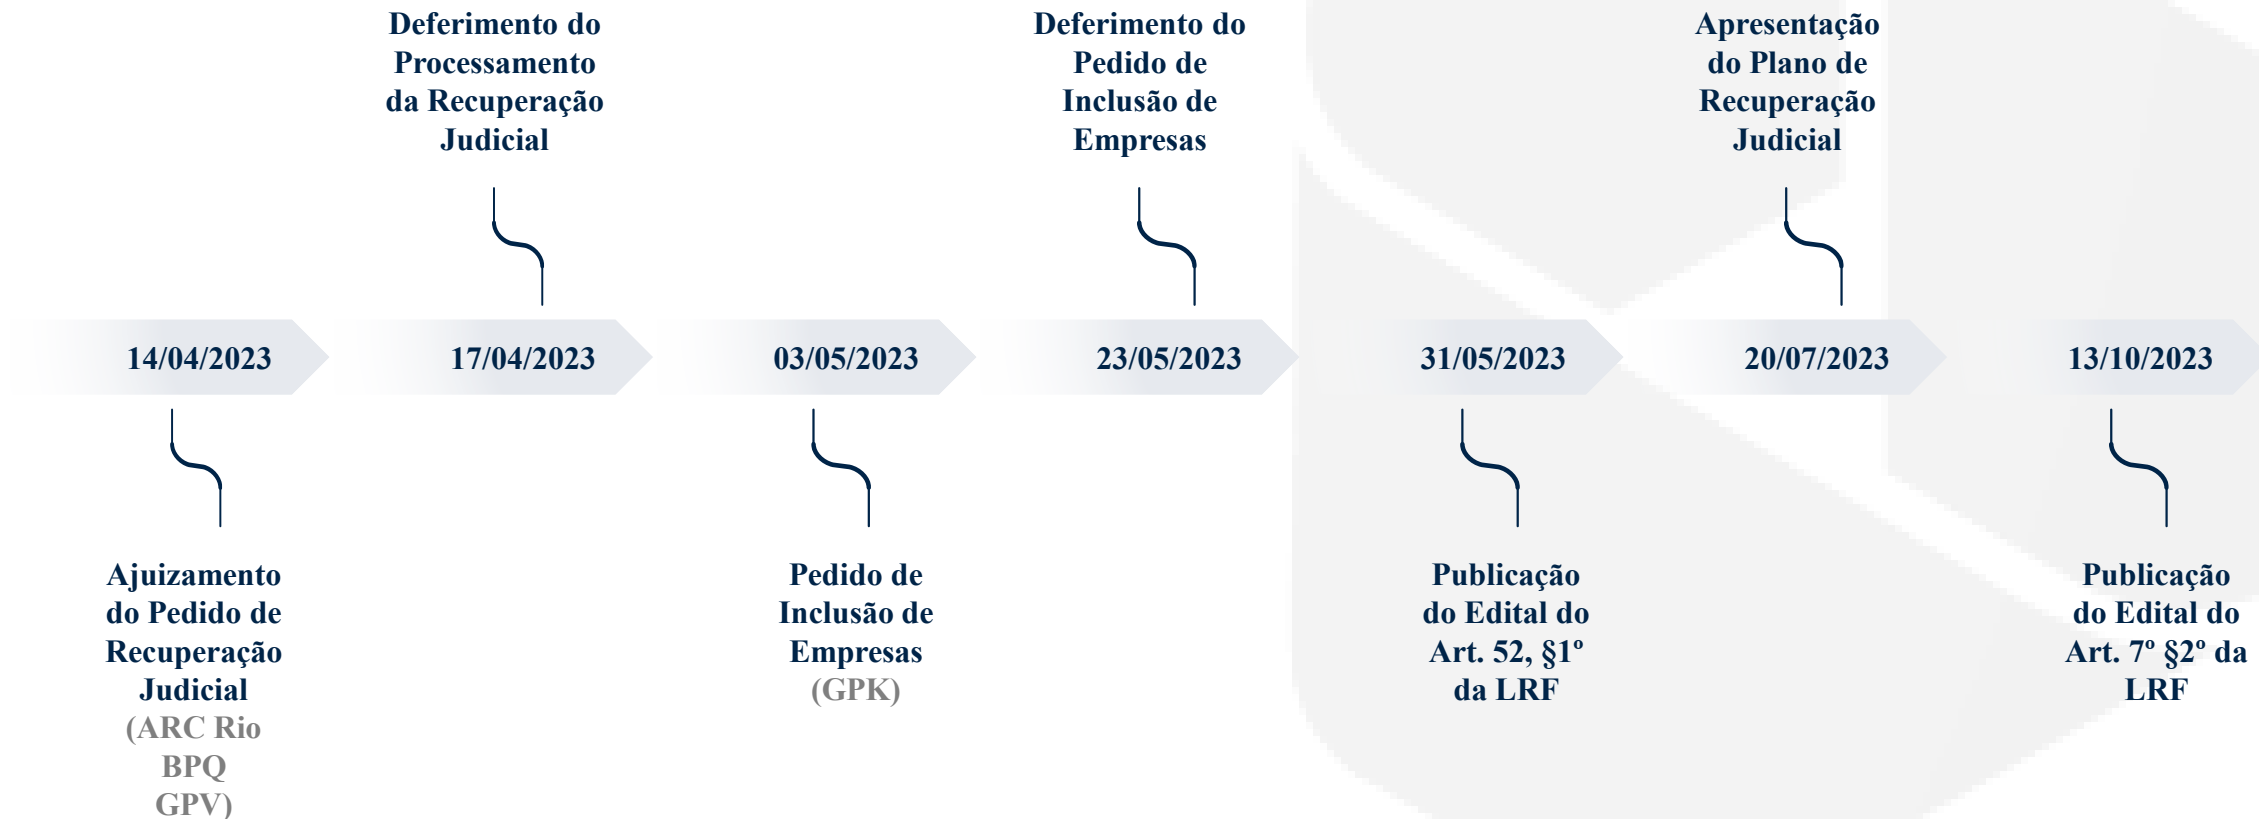 Deferimento do
Processamento
da Recuperação
Judicial
Deferimento do
Pedido de
Inclusão de
Empresas
Apresentação
do Plano de
Recuperação
Judicial
14/04/2023
17/04/2023
03/05/2023
23/05/2023
31/05/2023
20/07/2023
13/10/2023
Ajuizamento
do Pedido de
Recuperação
Judicial
(ARC Rio
BPQ
GPV)
Pedido de
Inclusão de
Empresas
(GPK)
Publicação
do Edital do
Art. 52, §1º
da LRF
Publicação
do Edital do
Art. 7º §2º da
LRF